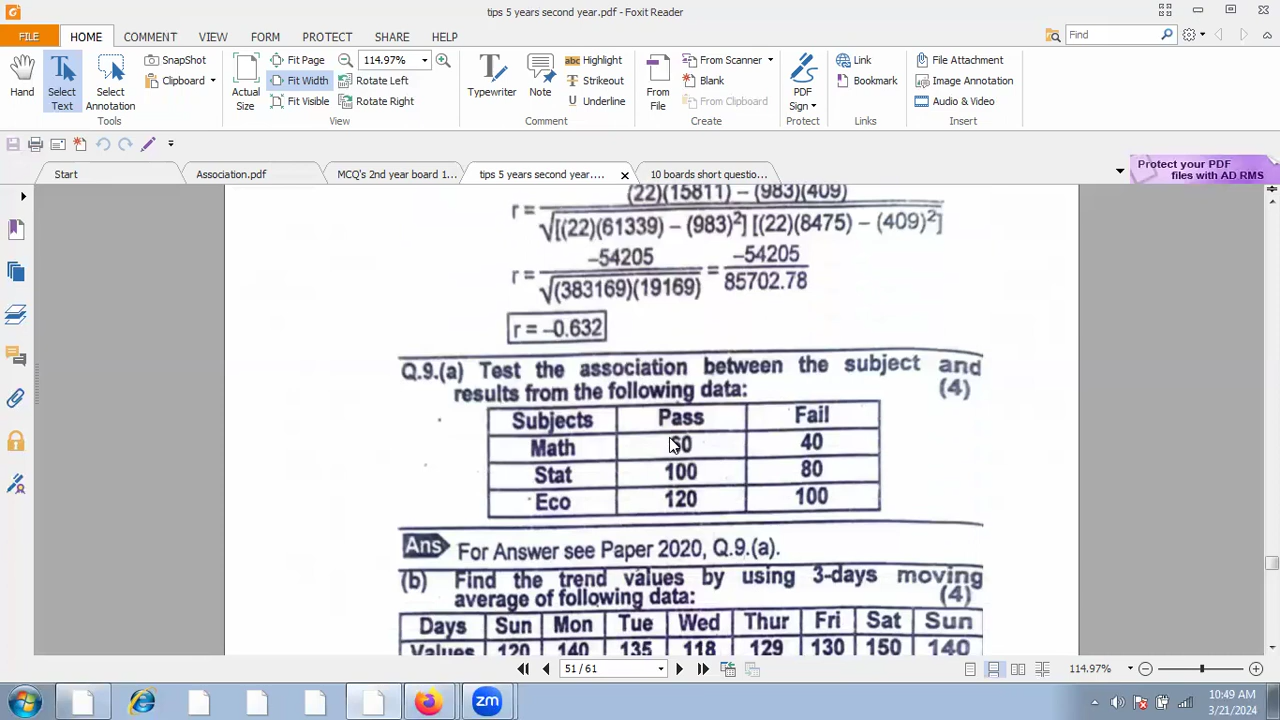 tips 5 years second year.pdf - Foxit Reader
FILE HOME COMMENT VIEW FORM PROTECT SHARE HELP Find
SnapShot Fit Page 114.97% Highlight From Scanner Link File Attachment
Clipboard Fit Width Rotate Left Strikeout Blank Bookmark Image Annotation
Hand Select Text Select Annotation Actual Size Fit Visible Rotate Right Typewriter Note Underline From File From Clipboard PDF Sign Audio & Video
Tools View Comment Create Protect Links Insert
Start Association.pdf MCQ's 2nd year board 1... tips 5 years second year.... 10 boards short questio...
Protect your PDF
files with AD RMS
r = (22)(15811) – (983)(409) / √[(22)(61339) – (983)²] [(22)(8475) – (409)²]
r = –54205 / √(383169)(19169) = –54205 / 85702.78
r = –0.632
Q.9.(a) Test the association between the subject and
results from the following data: (4)
Subjects Pass Fail
Math 60 40
Stat 100 80
Eco 120 100
Ans For Answer see Paper 2020, Q.9.(a).
(b) Find the trend values by using 3-days moving
average of following data: (4)
Days Sun Mon Tue Wed Thur Fri Sat Sun
Values 120 140 135 118 129 130 150 140
51 / 61 114.97%
zm
10:49 AM
3/21/2024